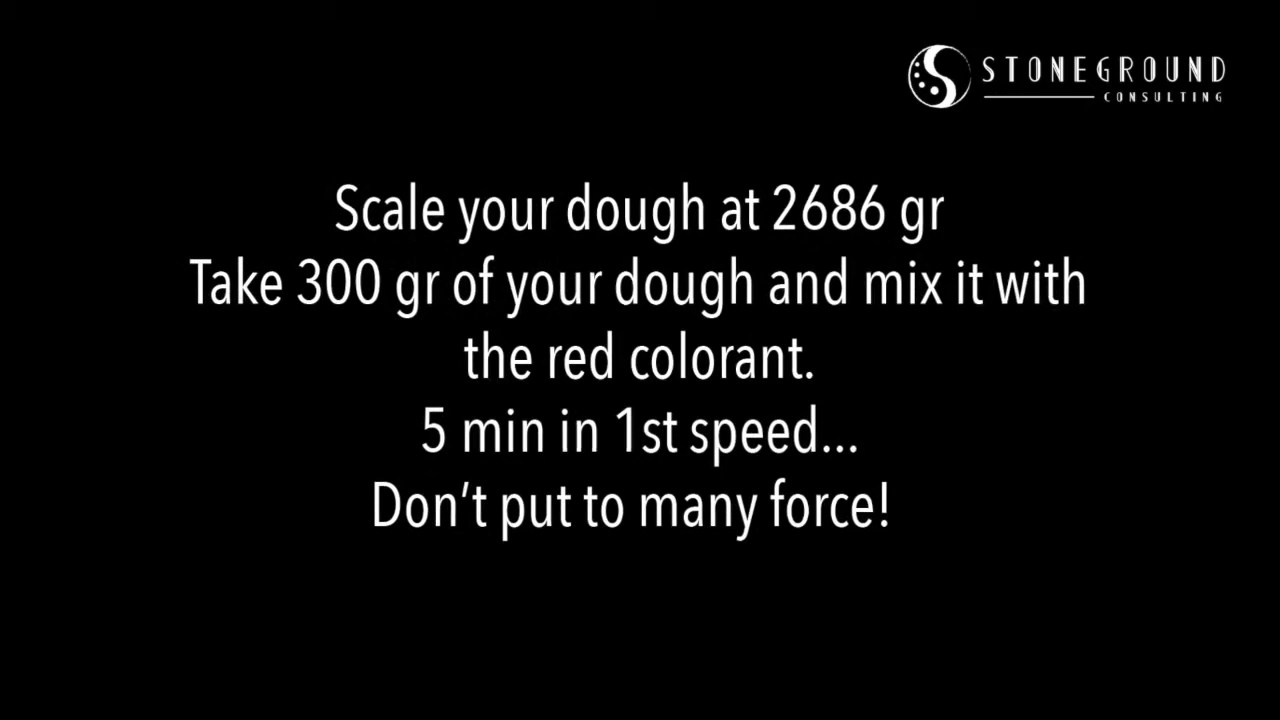 STONEGROUND
CONSULTING
Scale your dough at 2686 gr
Take 300 gr of your dough and mix it with
the red colorant.
5 min in 1st speed...
Don’t put to many force!